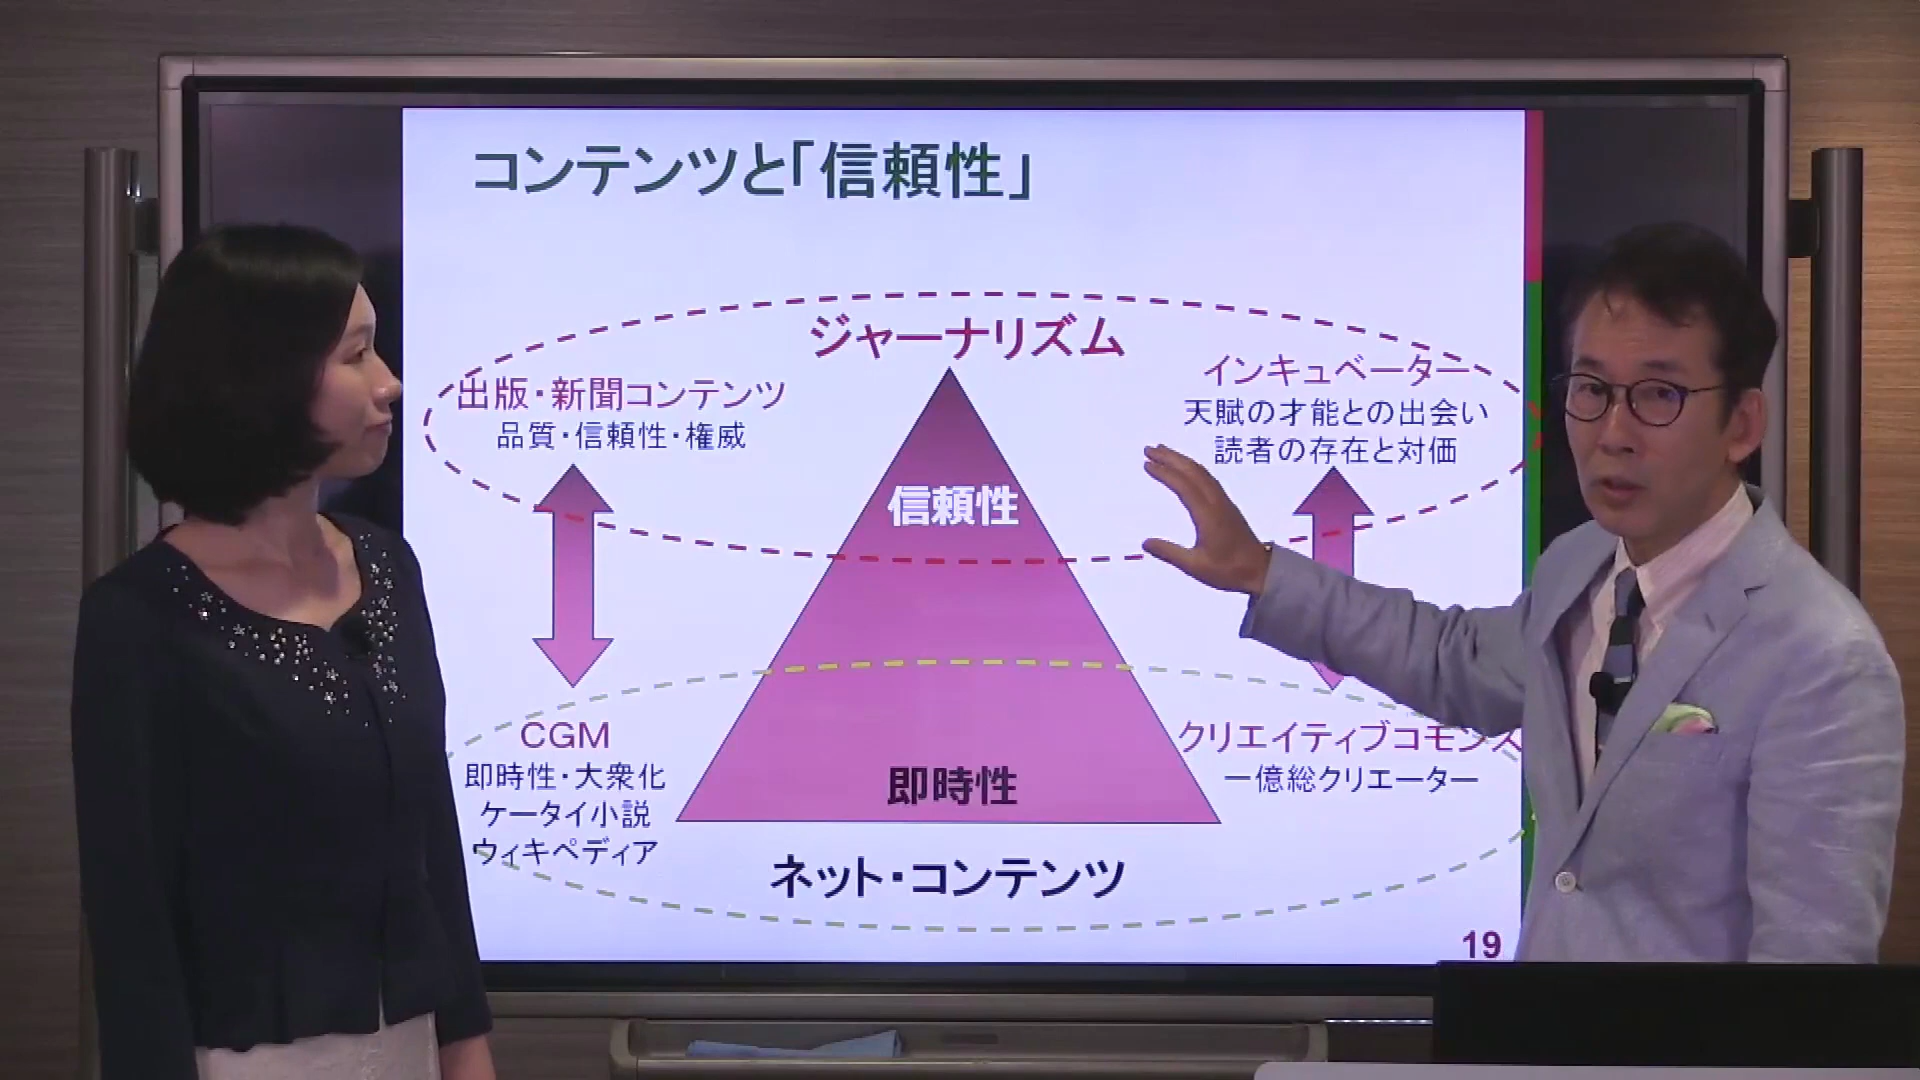 コンテンツと「信頼性」
ジャーナリズム
出版・新聞コンテンツ
品質・信頼性・権威
インキュベーター
天賦の才能との出会い
読者の存在と対価
信頼性
CGM
即時性・大衆化
ケータイ小説
ウィキペディア
クリエイティブコモンズ
一億総クリエーター
即時性
ネット・コンテンツ
19